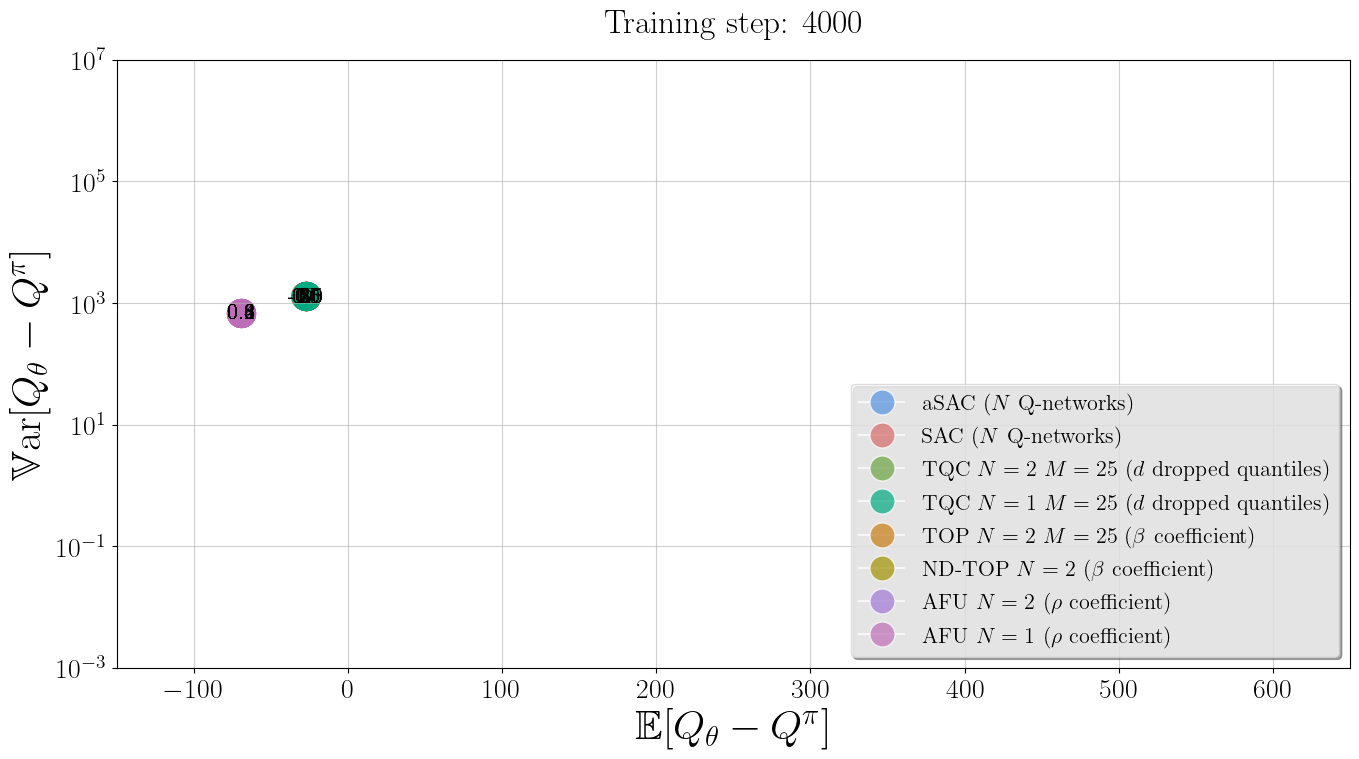 Training step: 4000
10^7
10^5
10^3
10^1
10^−1
10^−3
𝕍ar[Q_θ − Q^π]
−100 0 100 200 300 400 500 600
𝔼[Q_θ − Q^π]
aSAC (N Q-networks)
SAC (N Q-networks)
TQC N = 2 M = 25 (d dropped quantiles)
TQC N = 1 M = 25 (d dropped quantiles)
TOP N = 2 M = 25 (β coefficient)
ND-TOP N = 2 (β coefficient)
AFU N = 2 (ρ coefficient)
AFU N = 1 (ρ coefficient)